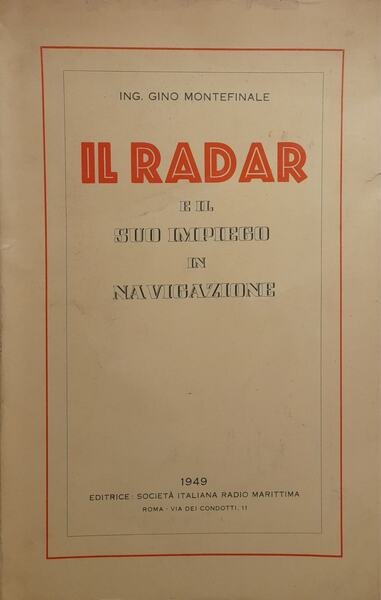 ING. GINO MONTEFINALE
IL RADAR
E IL
SUO IMPIEGO
IN
NAVIGAZIONE
1949
EDITRICE: SOCIETÀ ITALIANA RADIO MARITTIMA
ROMA - VIA DEI CONDOTTI, 11